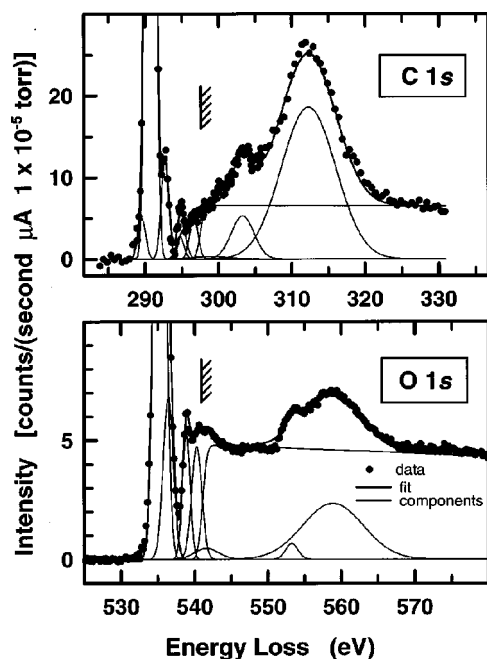 C 1s
20
10
0
290 300 310 320 330
O 1s
5
0
data
fit
components
530 540 550 560 570
Energy Loss (eV)
Intensity [counts/(second µA 1 x 10⁻⁵ torr)]